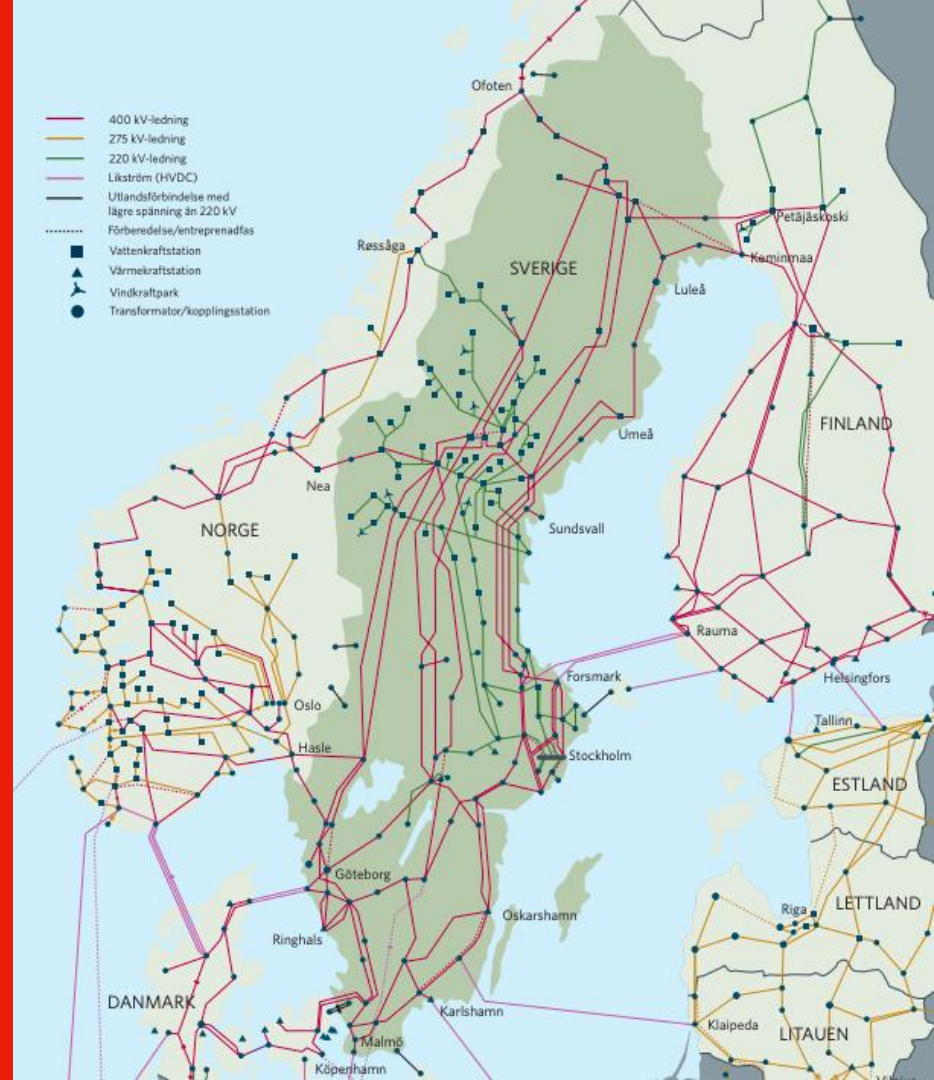 400 kV-ledning
275 kV-ledning
220 kV-ledning
Likström (HVDC)
Utlandsförbindelse med
lägre spänning än 220 kV
Förberedelse/entreprenadfas
Vattenkraftstation
Värmekraftstation
Vindkraftpark
Transformator/kopplingsstation
Ofoten
Petäjäskoski
Røssåga
Keminmaa
SVERIGE
Luleå
FINLAND
Umeå
Nea
NORGE
Sundsvall
Rauma
Forsmark
Helsingfors
Oslo
Tallinn
Hasle
Stockholm
ESTLAND
Göteborg
LETTLAND
Riga
Oskarshamn
Ringhals
DANMARK
Karlshamn
Klaipeda
LITAUEN
Malmö
Köpenhamn